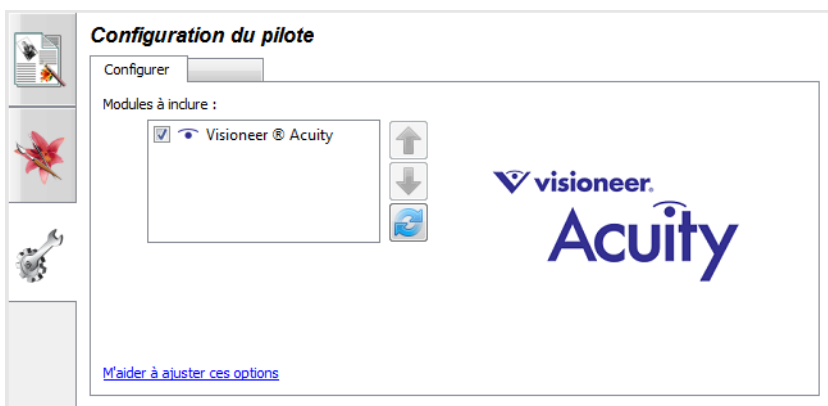 Configuration du pilote
Configurer
Modules à inclure :
Visioneer ® Acuity
visioneer.
Acuity
M'aider à ajuster ces options